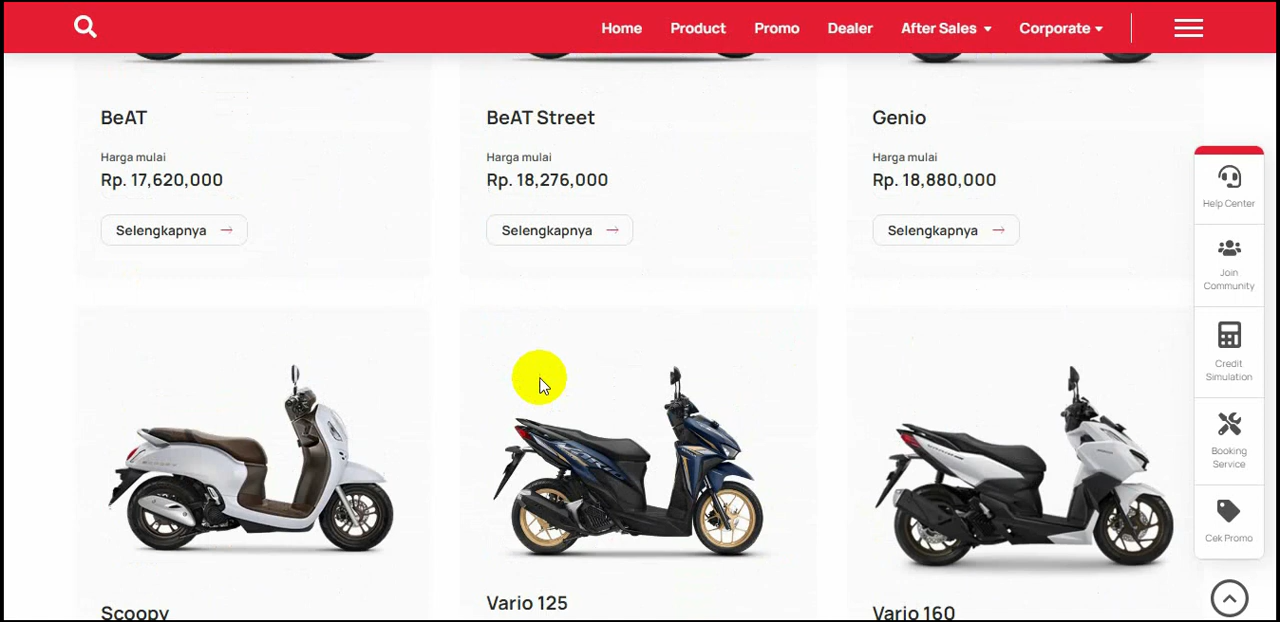 Home Product Promo Dealer After Sales Corporate
BeAT
Harga mulai
Rp. 17,620,000
Selengkapnya
BeAT Street
Harga mulai
Rp. 18,276,000
Selengkapnya
Genio
Harga mulai
Rp. 18,880,000
Selengkapnya
Help Center
Join
Community
Credit
Simulation
Booking
Service
Cek Promo
Scoopy
Vario 125
Vario 160